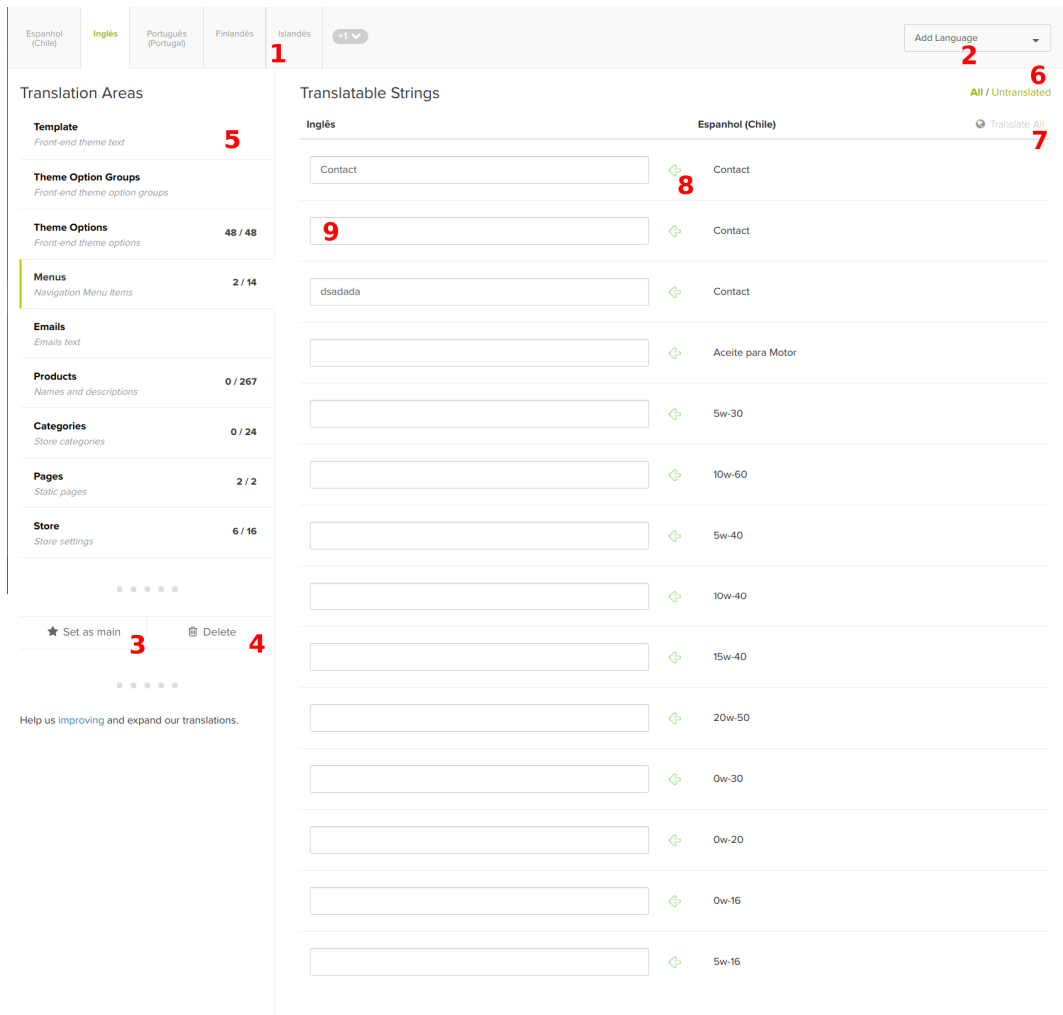 Espanhol
(Chile)
Inglês
Português
(Portugal)
Finlandês
Islandês
+1
1
Add Language
2
Translation Areas
Translatable Strings
6
All / Untranslated
Template
Front-end theme text
5
Inglês
Espanhol (Chile)
Translate All
7
Theme Option Groups
Front-end theme option groups
Contact
8
Contact
Theme Options
Front-end theme options
48 / 48
9
Contact
Menus
Navigation Menu Items
2 / 14
dsadada
Contact
Emails
Emails text
Aceite para Motor
Products
Names and descriptions
0 / 267
5w-30
Categories
Store categories
0 / 24
10w-60
Pages
Static pages
2 / 2
Store
Store settings
6 / 16
5w-40
10w-40
Set as main
3
Delete
4
15w-40
Help us improving and expand our translations.
20w-50
0w-30
0w-20
0w-16
5w-16